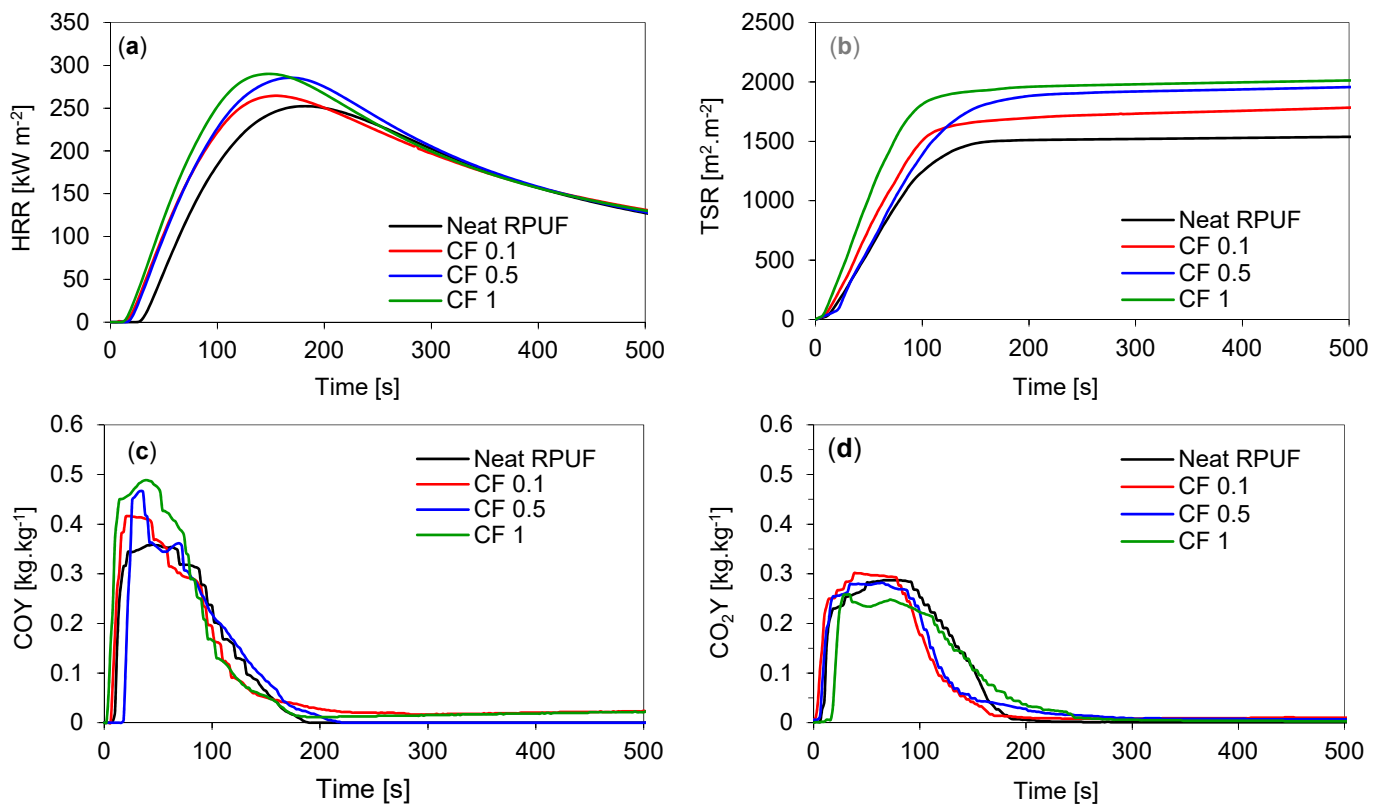 (a)
HRR [kW m⁻²]
350
300
250
200
150
100
50
0
Neat RPUF
CF 0.1
CF 0.5
CF 1
0 100 200 300 400 500
Time [s]
(b)
TSR [m².m⁻²]
2500
2000
1500
1000
500
0
Neat RPUF
CF 0.1
CF 0.5
CF 1
0 100 200 300 400 500
Time [s]
(c)
COY [kg.kg⁻¹]
0.6
0.5
0.4
0.3
0.2
0.1
0
Neat RPUF
CF 0.1
CF 0.5
CF 1
0 100 200 300 400 500
Time [s]
(d)
CO₂Y [kg.kg⁻¹]
0.6
0.5
0.4
0.3
0.2
0.1
0
Neat RPUF
CF 0.1
CF 0.5
CF 1
0 100 200 300 400 500
Time [s]